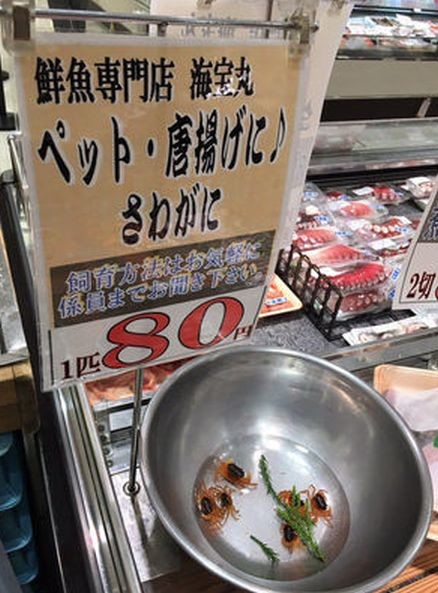 鮮魚専門店 海宝丸
ペット・唐揚げに♪
さわがに
飼育方法はお気軽に
係員までお聞き下さい。
1匹80円
2切